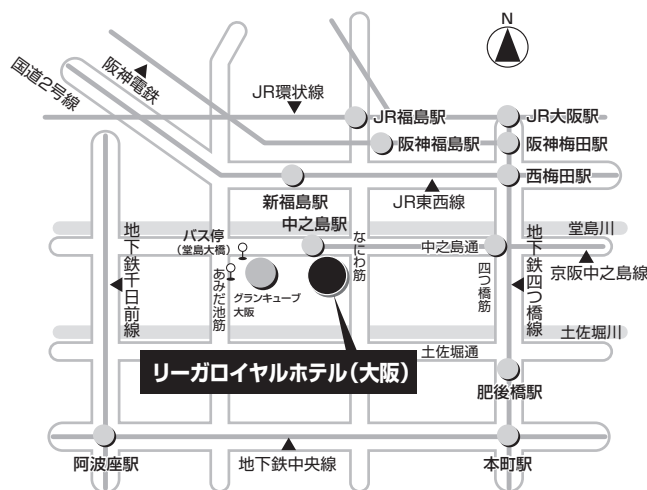 N
阪神電鉄
国道2号線
JR環状線
JR福島駅
JR大阪駅
阪神福島駅
阪神梅田駅
西梅田駅
新福島駅
JR東西線
中之島駅
なにわ筋
堂島川
バス停
(堂島大橋)
地下鉄千日前線
あみだ池筋
グランキューブ
大阪
中之島通
四つ橋筋
地下鉄四つ橋線
京阪中之島線
土佐堀川
土佐堀通
リーガロイヤルホテル(大阪)
肥後橋駅
阿波座駅
地下鉄中央線
本町駅